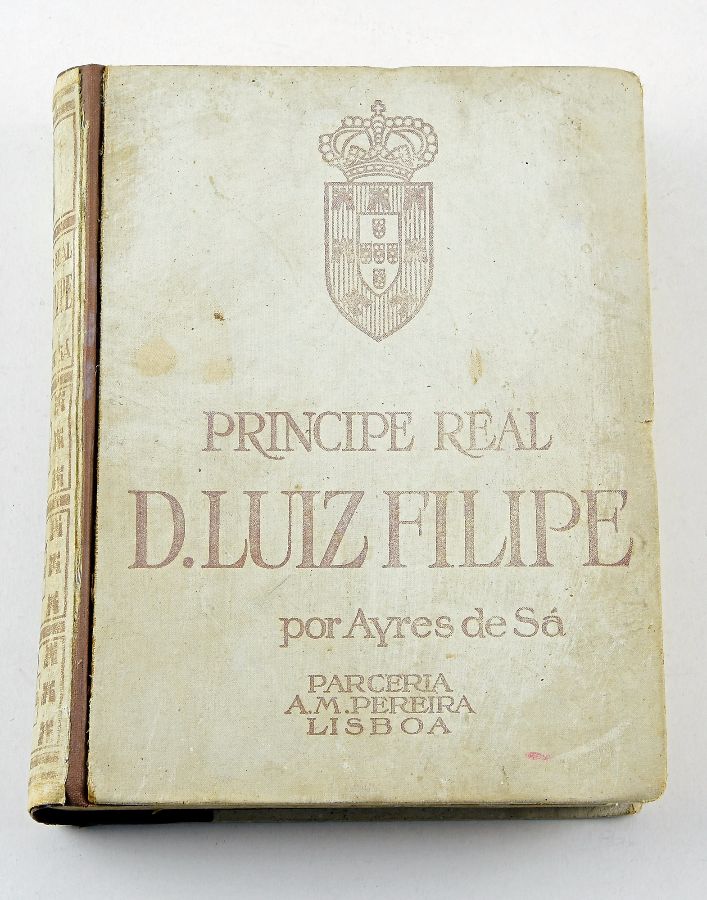 PRINCIPE REAL
D. LUIZ FILIPE
por Ayres de Sá
PARCERIA
A.M. PEREIRA
LISBOA